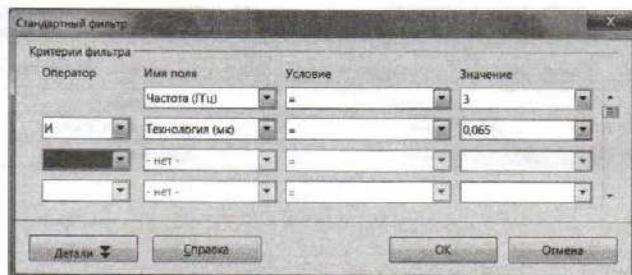 Стандартный фильтр X
Критерии фильтра
Оператор Имя поля Условие Значение
Частота (ГГц) = 3
И Технология (мк) = 0,065
- нет - =
- нет - =
Детали Справка OK Отмена